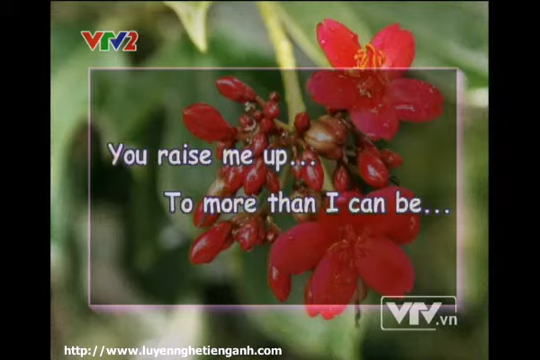 VTV2
You raise me up...
To more than I can be...
VTV.vn
http://www.luyennghetienganh.com